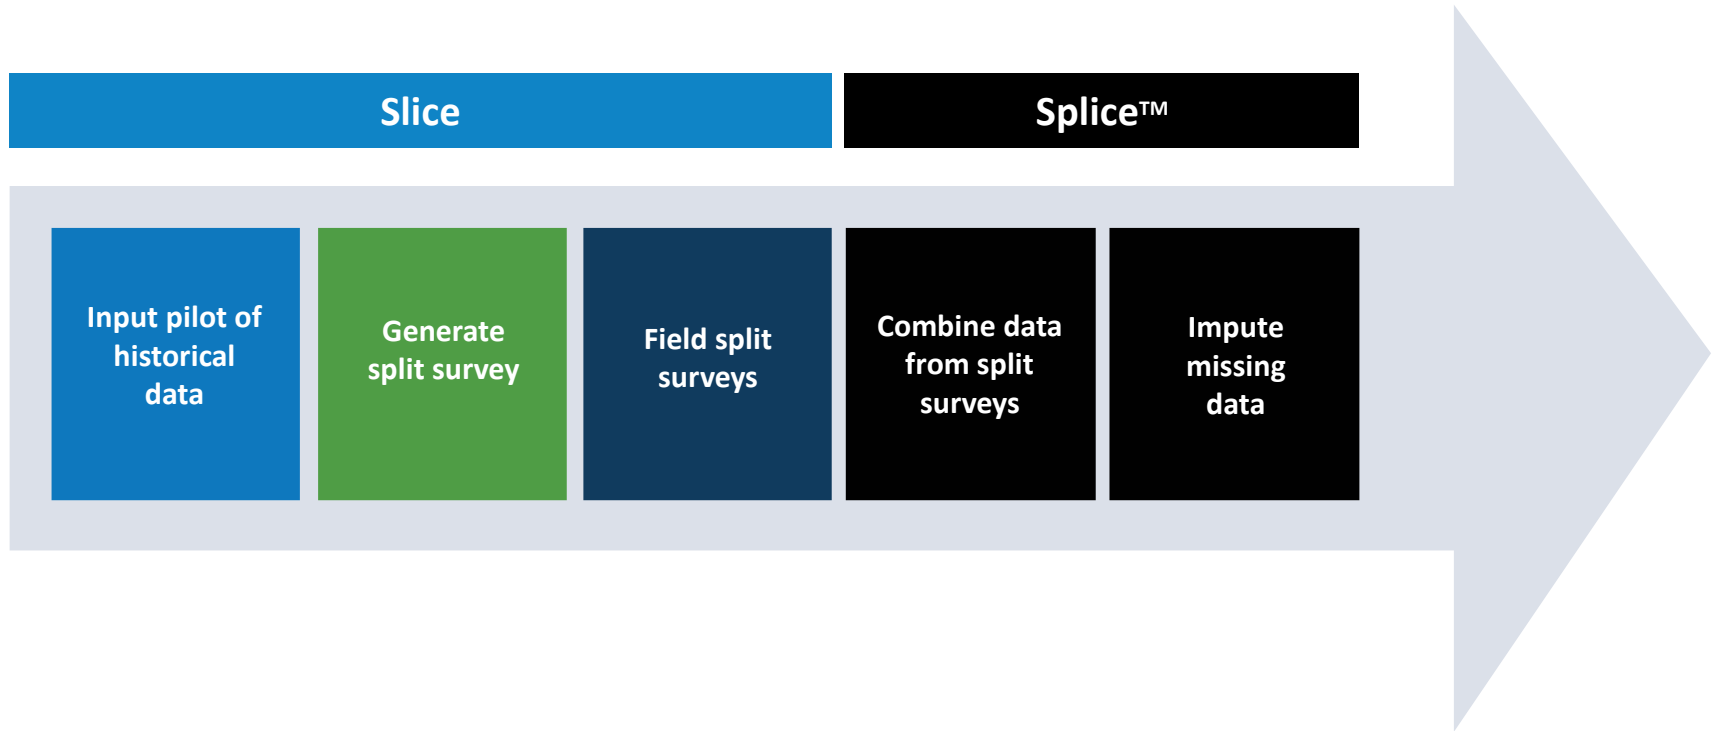 Slice
Splice™
Input pilot of
historical
data
Generate
split survey
Field split
surveys
Combine data
from split
surveys
Impute
missing
data